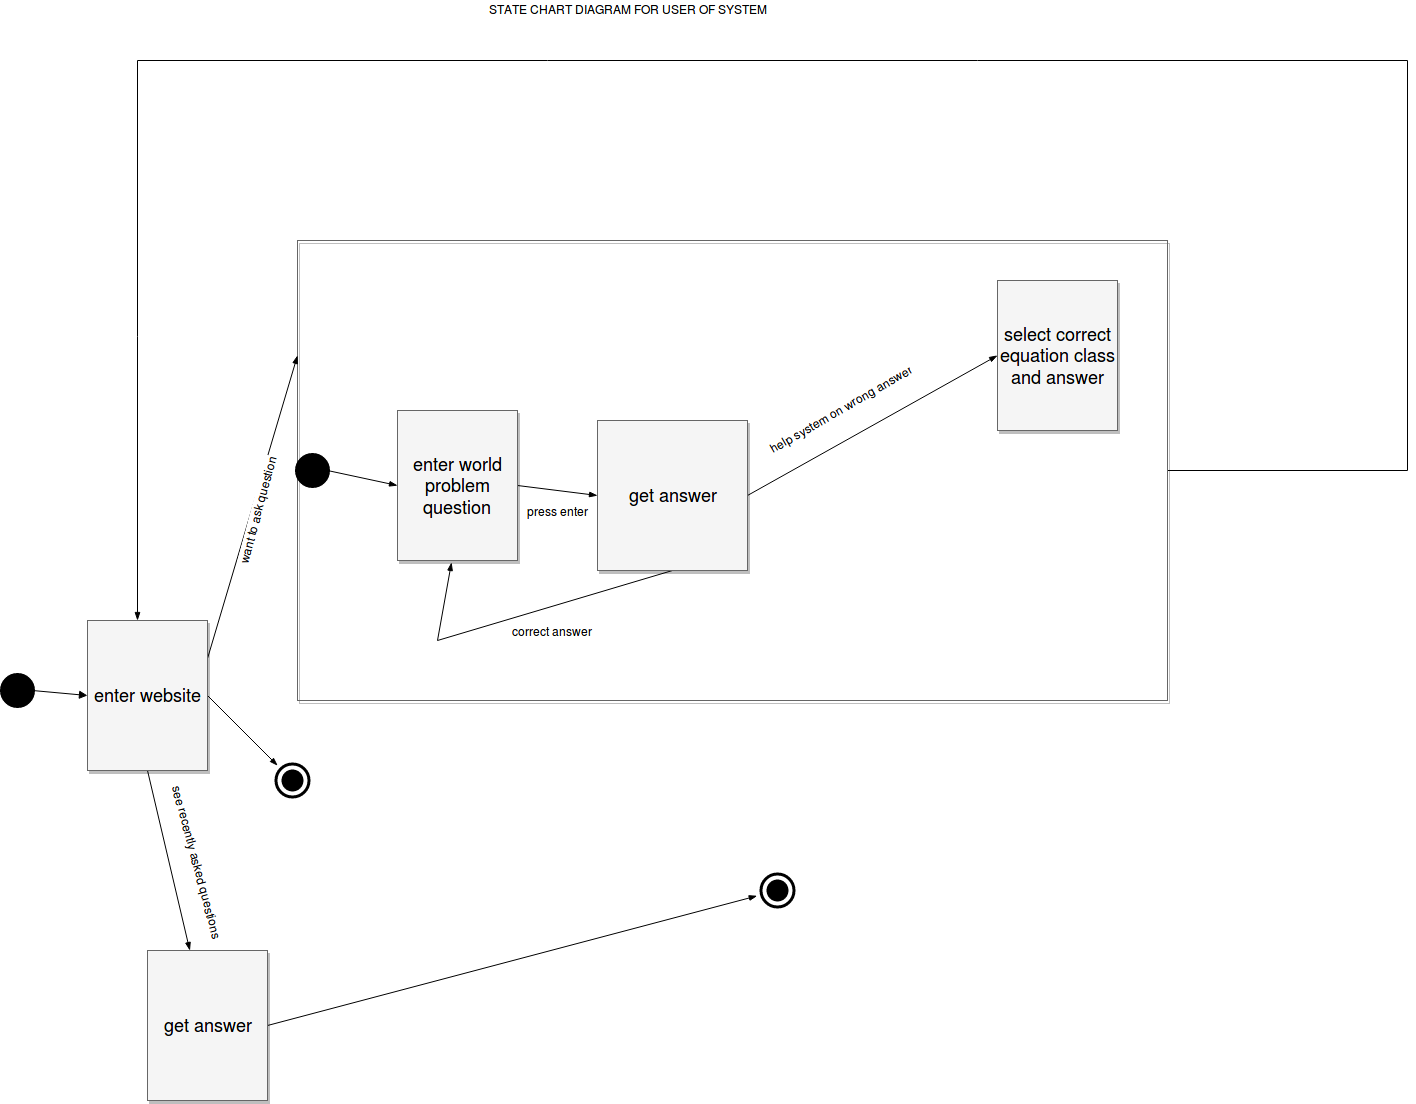 STATE CHART DIAGRAM FOR USER OF SYSTEM
select correct
equation class
and answer
help system on wrong answer
enter world
problem
question
get answer
press enter
want to ask question
correct answer
enter website
see recently asked questions
get answer